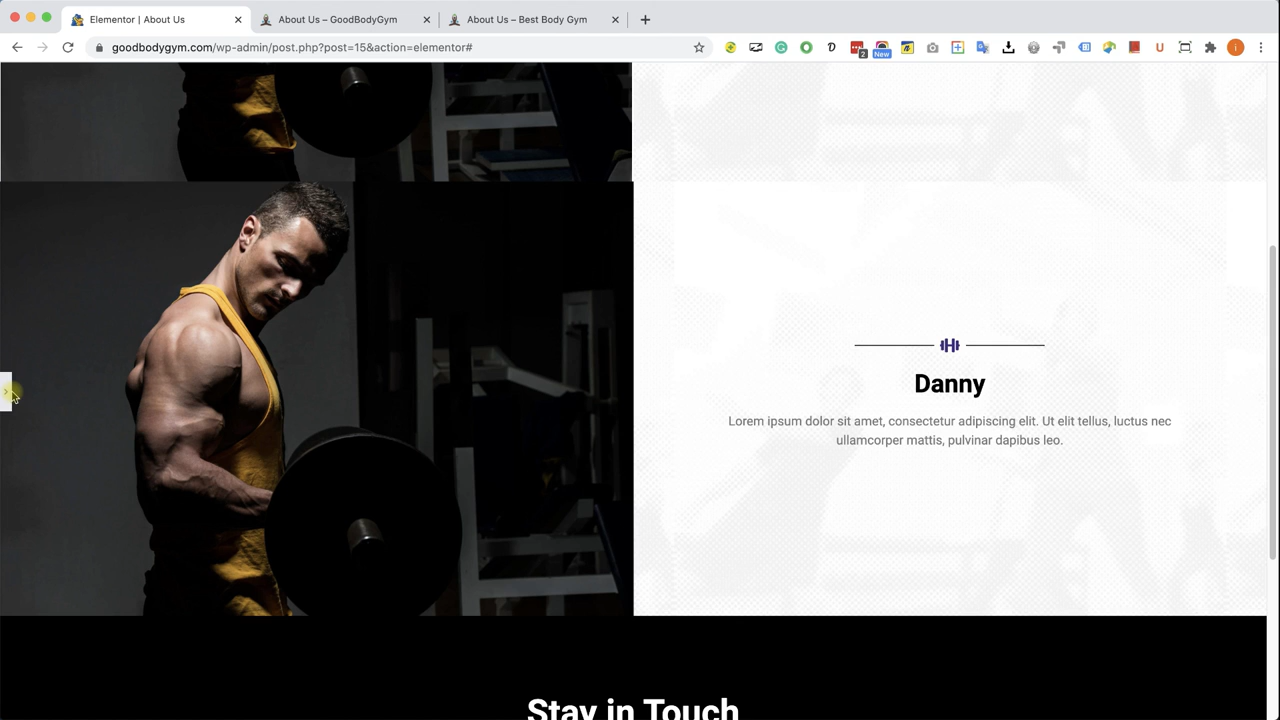 Elementor | About Us
About Us – GoodBodyGym
About Us – Best Body Gym
goodbodygym.com/wp-admin/post.php?post=15&action=elementor#
2
New
i
Danny
Lorem ipsum dolor sit amet, consectetur adipiscing elit. Ut elit tellus, luctus nec
ullamcorper mattis, pulvinar dapibus leo.
Stay in Touch